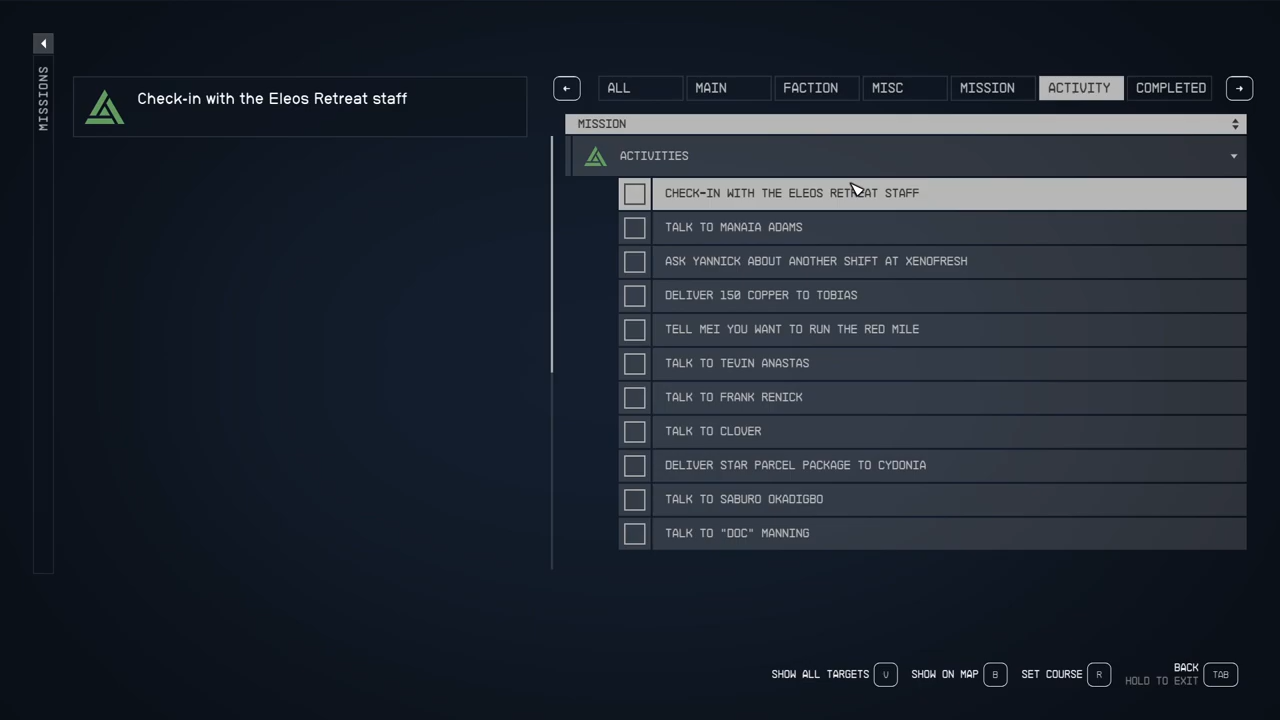 MISSIONS
Check-in with the Eleos Retreat staff
ALL MAIN FACTION MISC MISSION ACTIVITY COMPLETED
MISSION
ACTIVITIES
CHECK-IN WITH THE ELEOS RETREAT STAFF
TALK TO MANAIA ADAMS
ASK YANNICK ABOUT ANOTHER SHIFT AT XENOFRESH
DELIVER 150 COPPER TO TOBIAS
TELL MEI YOU WANT TO RUN THE RED MILE
TALK TO TEVIN ANASTAS
TALK TO FRANK RENICK
TALK TO CLOVER
DELIVER STAR PARCEL PACKAGE TO CYDONIA
TALK TO SABURO OKADIGBO
TALK TO "DOC" MANNING
SHOW ALL TARGETS V SHOW ON MAP B SET COURSE R BACK TAB
HOLD TO EXIT